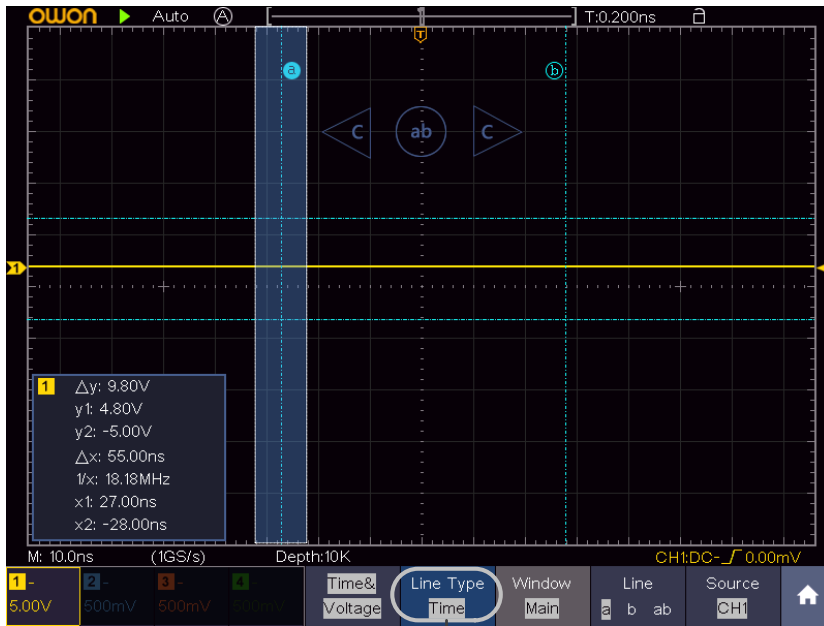 OWON Auto A T:0.200ns
T
a b
C ab C
1
1 △y: 9.80V
y1: 4.80V
y2: -5.00V
△x: 55.00ns
1/x: 18.18MHz
x1: 27.00ns
x2: -28.00ns
M: 10.0ns (1GS/s) Depth:10K CH1:DC- 0.00mV
1 - 2 - 3 - 4 - Time& Line Type Window Line Source
5.00V 500mV 500mV 500mV Voltage Time Main a b ab CH1